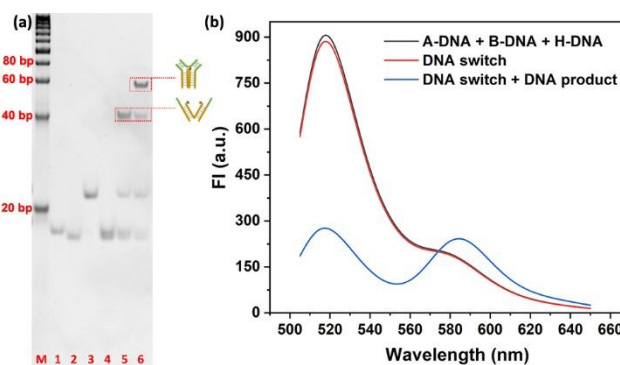 (a)
80 bp
60 bp
40 bp
20 bp
M 1 2 3 4 5 6
(b)
A-DNA + B-DNA + H-DNA
DNA switch
DNA switch + DNA product
FI (a.u.)
900
750
600
450
300
150
0
500 520 540 560 580 600 620 640 660
Wavelength (nm)